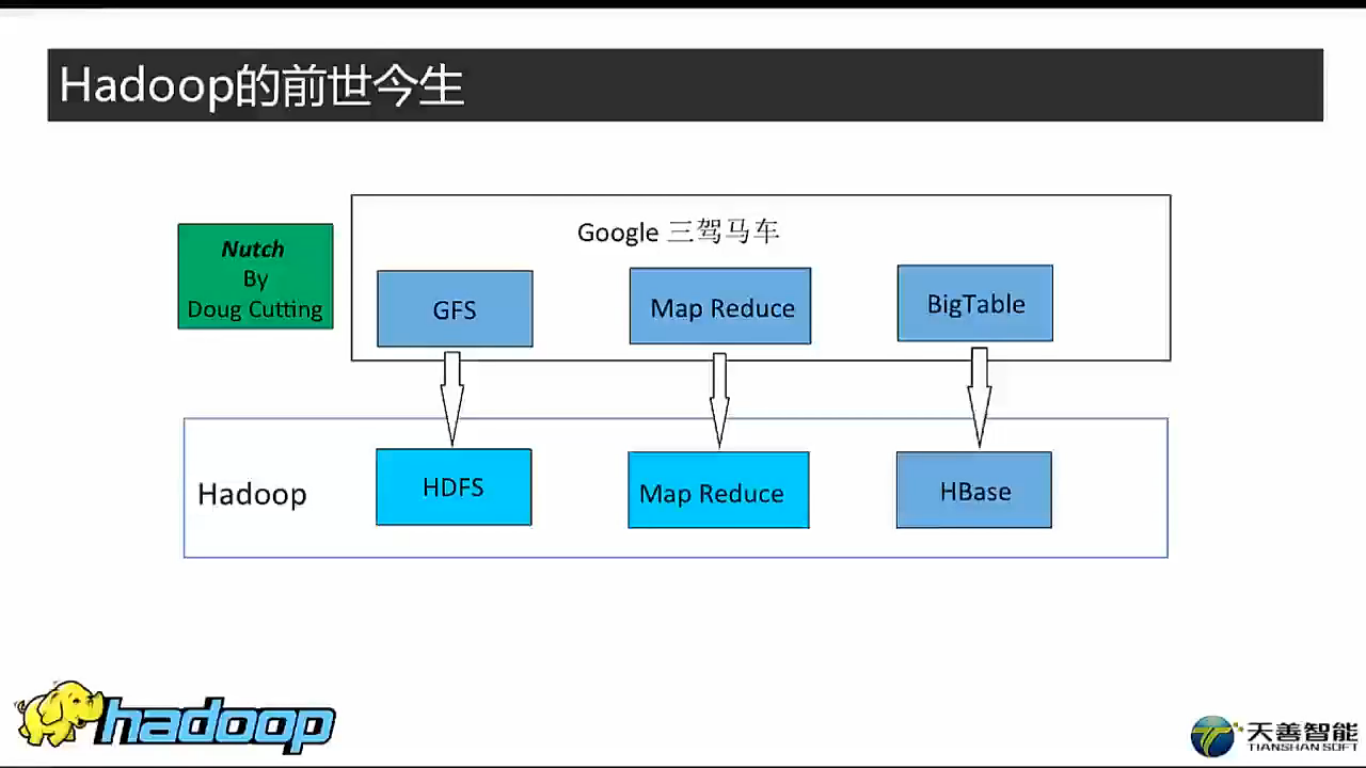 Hadoop的前世今生
Nutch
By
Doug Cutting
Google 三驾马车
GFS
Map Reduce
BigTable
Hadoop
HDFS
Map Reduce
HBase
hadoop
天善智能
TIANSHAN SOFT